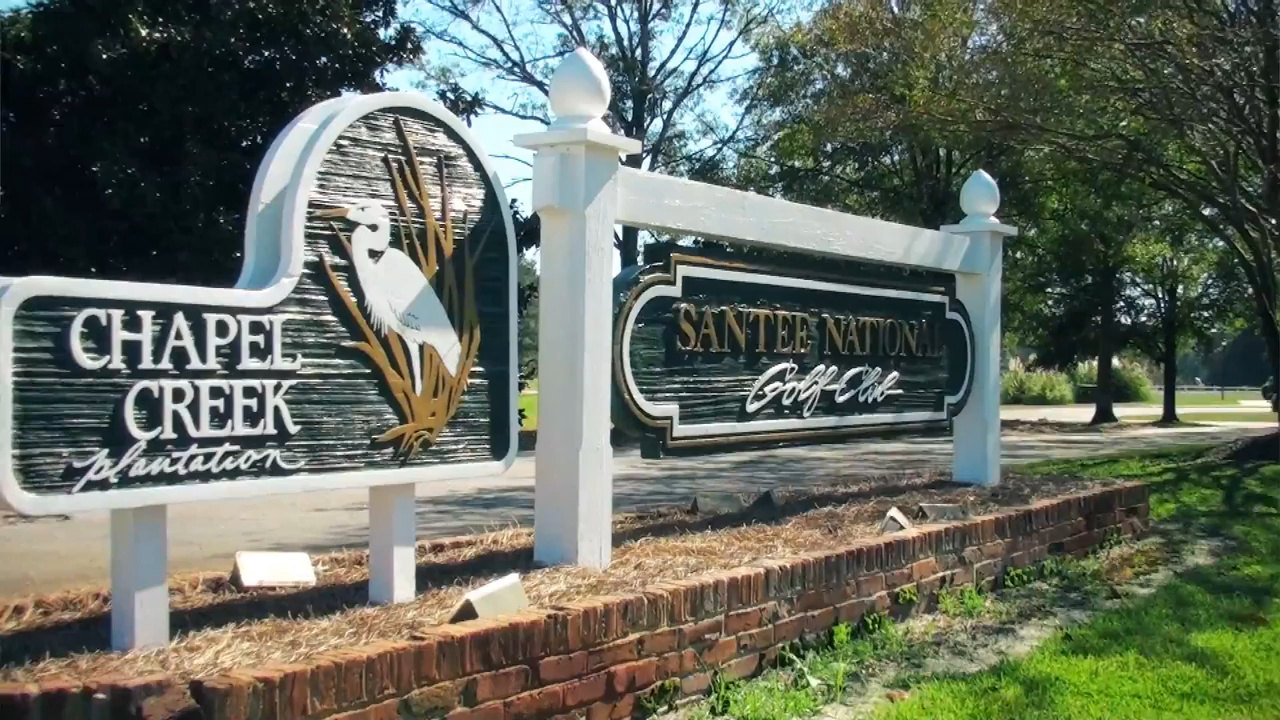 CHAPEL
CREEK
plantation
SANTEE NATIONAL
Golf Club